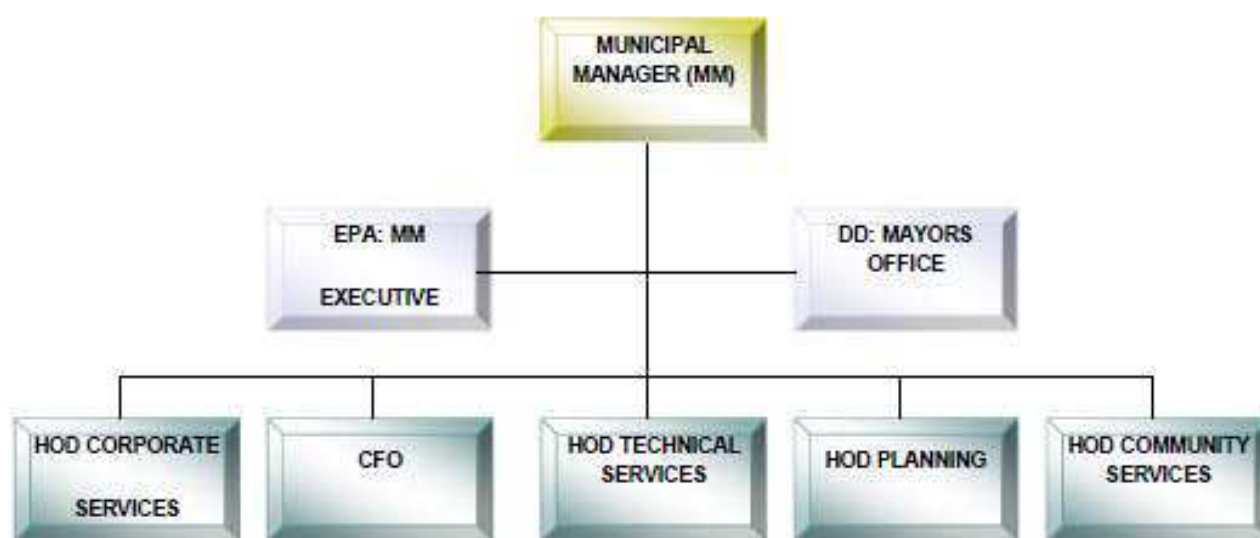 MUNICIPAL
MANAGER (MM)
EPA: MM
EXECUTIVE
DD: MAYORS
OFFICE
HOD CORPORATE
SERVICES
CFO
HOD TECHNICAL
SERVICES
HOD PLANNING
HOD COMMUNITY
SERVICES